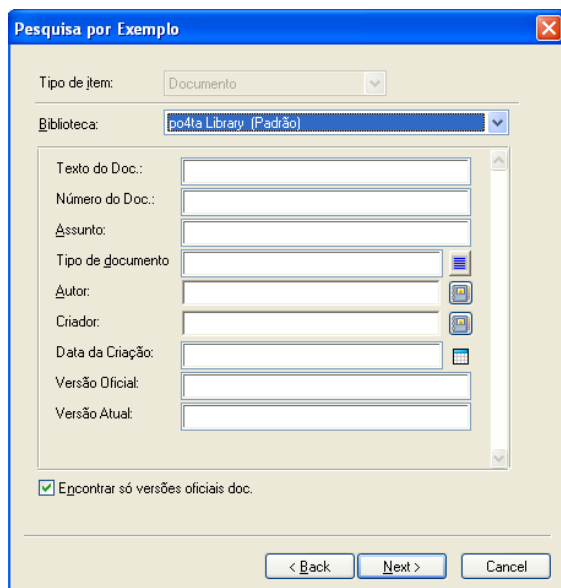 Pesquisa por Exemplo
Tipo de item: Documento
Biblioteca: po4ta Library (Padrão)
Texto do Doc.:
Número do Doc.:
Assunto:
Tipo de documento
Autor:
Criador:
Data da Criação:
Versão Oficial:
Versão Atual:
Encontrar só versões oficiais doc.
< Back Next > Cancel